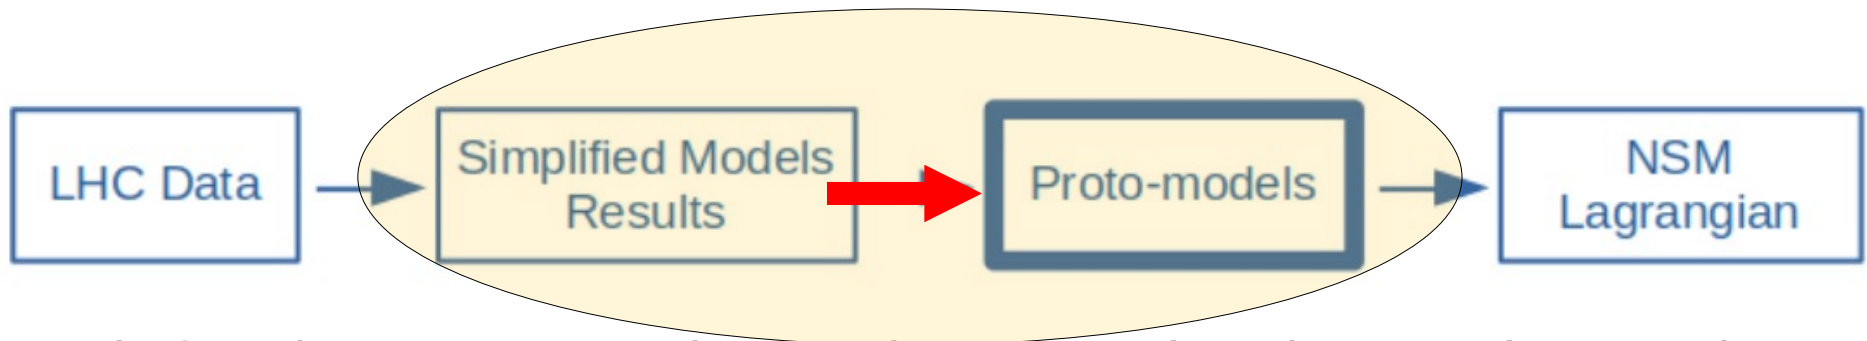 LHC Data
Simplified Models
Results
Proto-models
NSM
Lagrangian